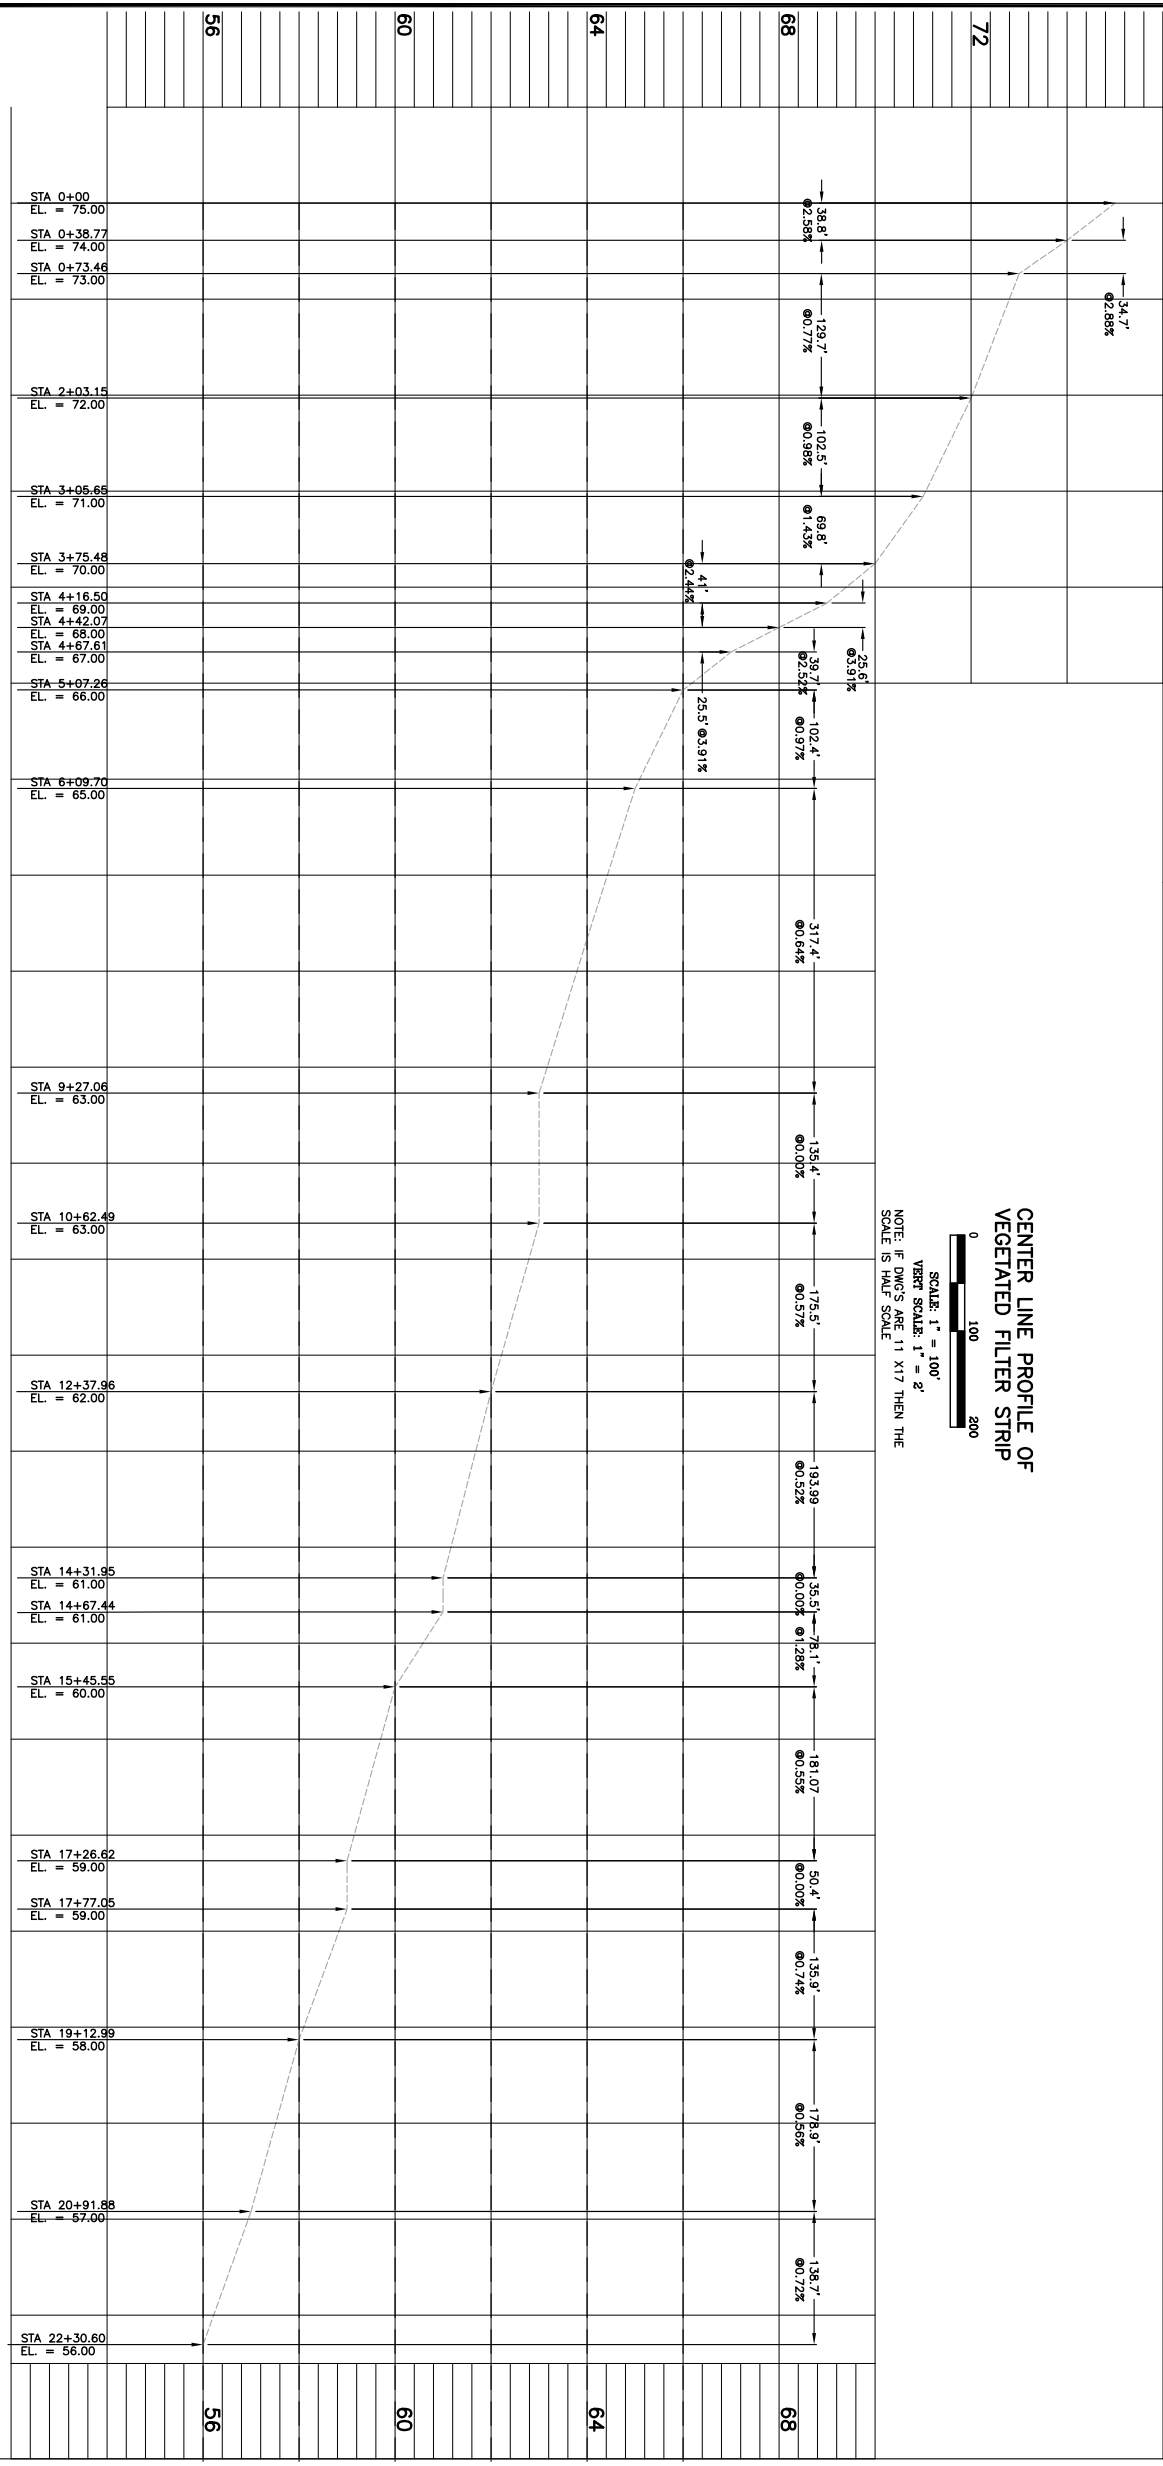 56
60
64
68
72
STA 0+00
EL. = 75.00
STA 0+38.77
EL. = 74.00
STA 0+73.46
EL. = 73.00
STA 2+03.15
EL. = 72.00
STA 3+05.65
EL. = 71.00
STA 3+75.48
EL. = 70.00
STA 4+16.50
EL. = 69.00
STA 4+42.07
EL. = 68.00
STA 4+67.61
EL. = 67.00
STA 5+07.26
EL. = 66.00
STA 6+09.70
EL. = 65.00
STA 9+27.06
EL. = 63.00
STA 10+62.49
EL. = 63.00
STA 12+37.96
EL. = 62.00
STA 14+31.95
EL. = 61.00
STA 14+67.44
EL. = 61.00
STA 15+45.55
EL. = 60.00
STA 17+26.62
EL. = 59.00
STA 17+77.05
EL. = 59.00
STA 19+12.99
EL. = 58.00
STA 20+91.88
EL. = 57.00
STA 22+30.60
EL. = 56.00
38.8'
@2.58%
34.7'
@2.88%
129.7'
@0.77%
102.5'
@0.98%
69.8'
@1.43%
41'
@2.44%
25.6'
@3.91%
25.5' @3.91%
39.7'
@2.52%
102.4'
@0.97%
317.4'
@0.64%
135.4'
@0.00%
175.5'
@0.57%
193.99
@0.52%
35.5'
@0.00%
78.1'
@1.28%
181.07
@0.55%
50.4'
@0.00%
135.9'
@0.74%
178.9'
@0.56%
138.7'
@0.72%
CENTER LINE PROFILE OF
VEGETATED FILTER STRIP
0 100 200
SCALE: 1" = 100'
VERT SCALE: 1" = 2'
NOTE: IF DWG'S ARE 11 X17 THEN THE
SCALE IS HALF SCALE
56
60
64
68